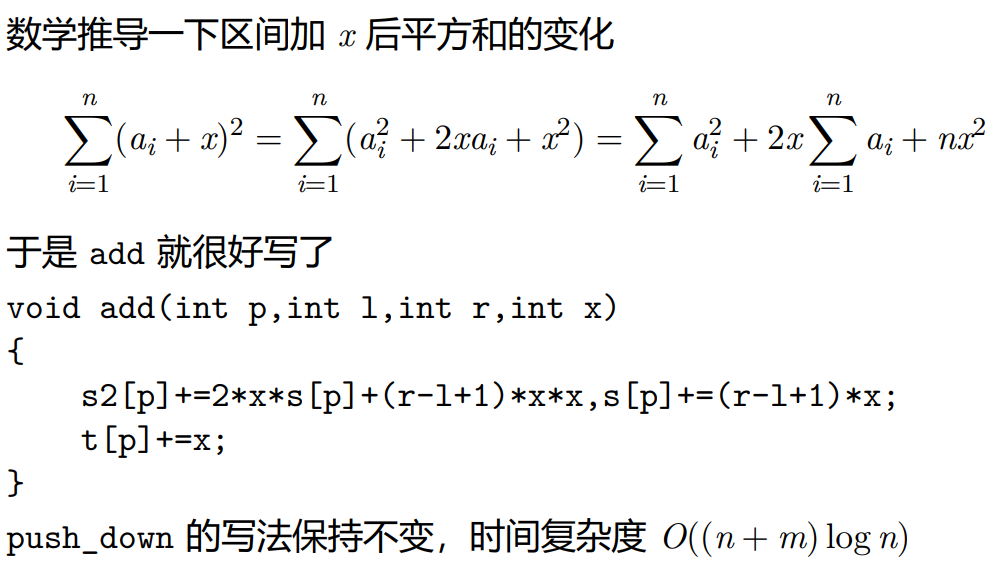 数学推导一下区间加 x 后平方和的变化
$\sum_{i=1}^{n}(a_i+x)^2=\sum_{i=1}^{n}(a_i^2+2xa_i+x^2)=\sum_{i=1}^{n}a_i^2+2x\sum_{i=1}^{n}a_i+nx^2$
于是 add 就很好写了
void add(int p,int l,int r,int x)
{
    s2[p]+=2*x*s[p]+(r-l+1)*x*x,s[p]+=(r-l+1)*x;
    t[p]+=x;
}
push_down 的写法保持不变，时间复杂度 O((n + m) log n)